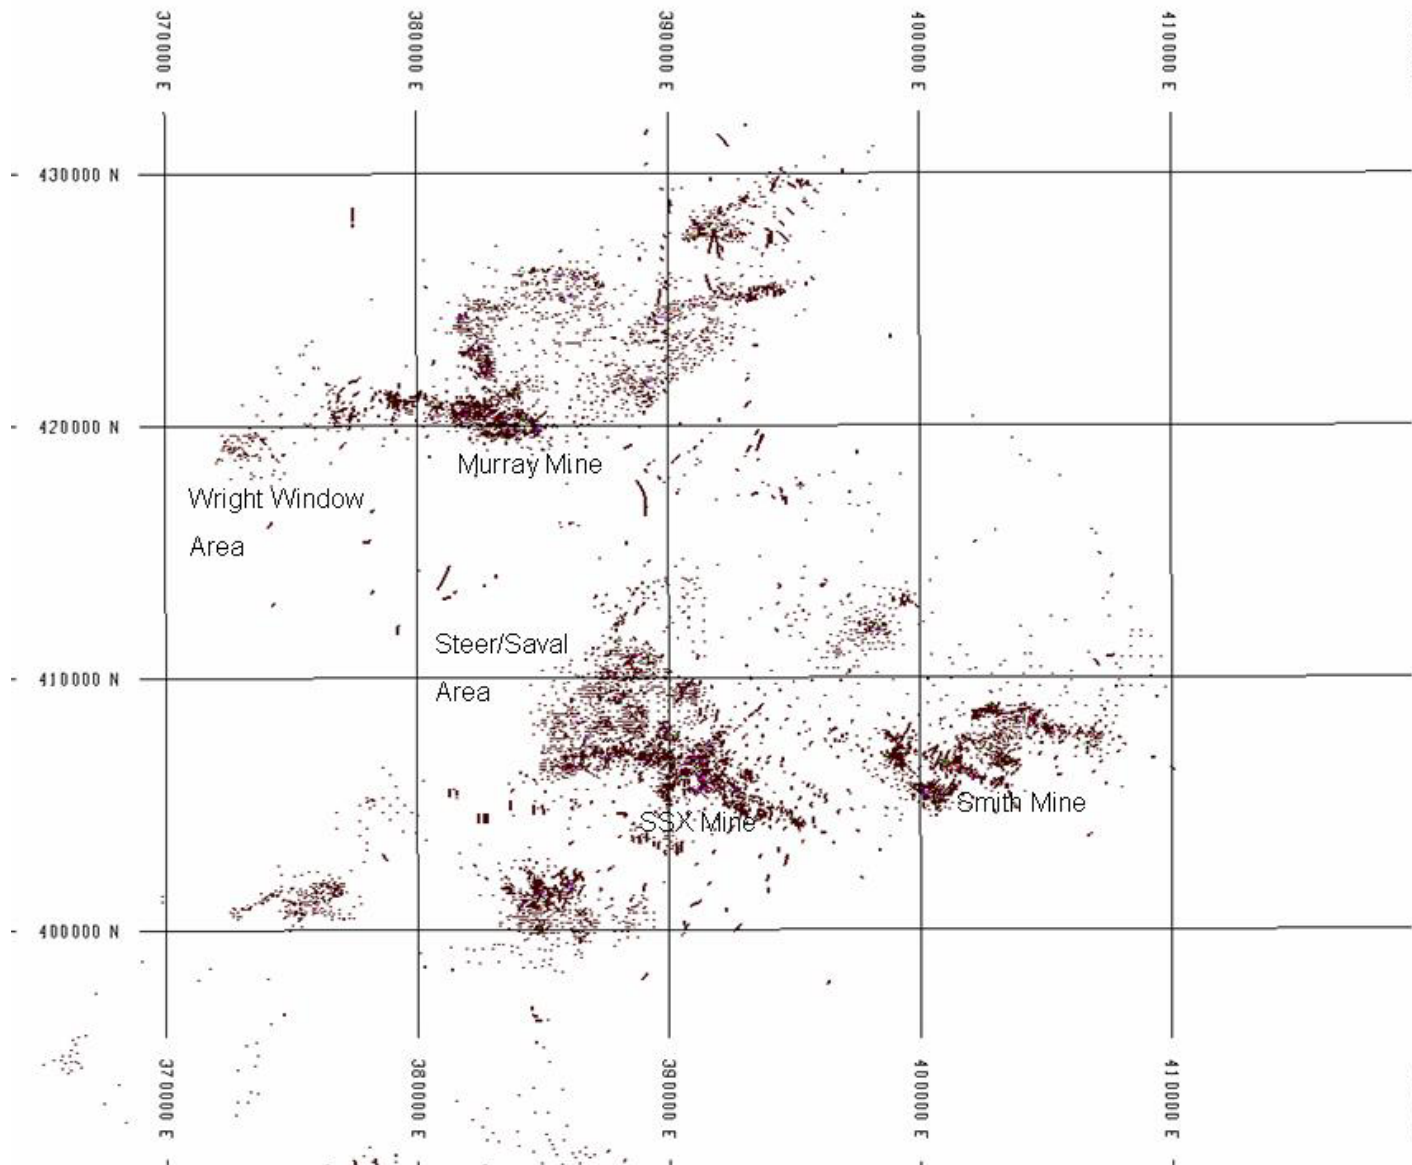 370000 E
380000 E
390000 E
400000 E
410000 E
430000 N
420000 N
Murray Mine
Wright Window
Area
Steer/Saval
410000 N
Area
Smith Mine
SSX Mine
400000 N
370000 E
380000 E
390000 E
400000 E
410000 E